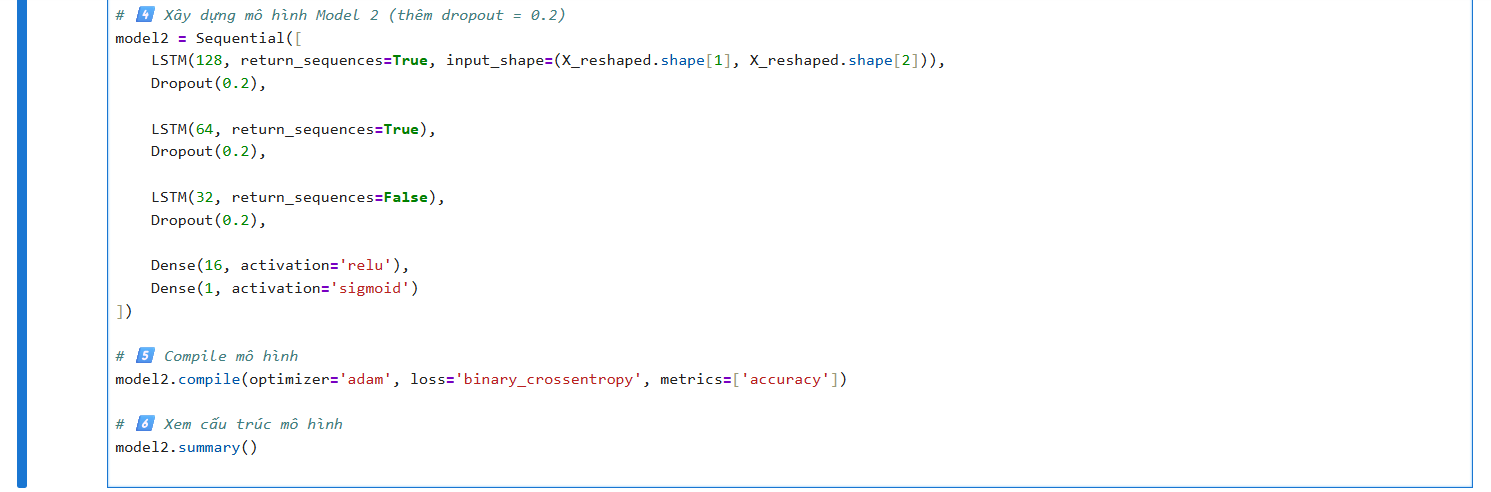 # 4️⃣ Xây dựng mô hình Model 2 (thêm dropout = 0.2)
model2 = Sequential([
    LSTM(128, return_sequences=True, input_shape=(X_reshaped.shape[1], X_reshaped.shape[2])),
    Dropout(0.2),
    LSTM(64, return_sequences=True),
    Dropout(0.2),
    LSTM(32, return_sequences=False),
    Dropout(0.2),
    Dense(16, activation='relu'),
    Dense(1, activation='sigmoid')
])
# 5️⃣ Compile mô hình
model2.compile(optimizer='adam', loss='binary_crossentropy', metrics=['accuracy'])
# 6️⃣ Xem cấu trúc mô hình
model2.summary()